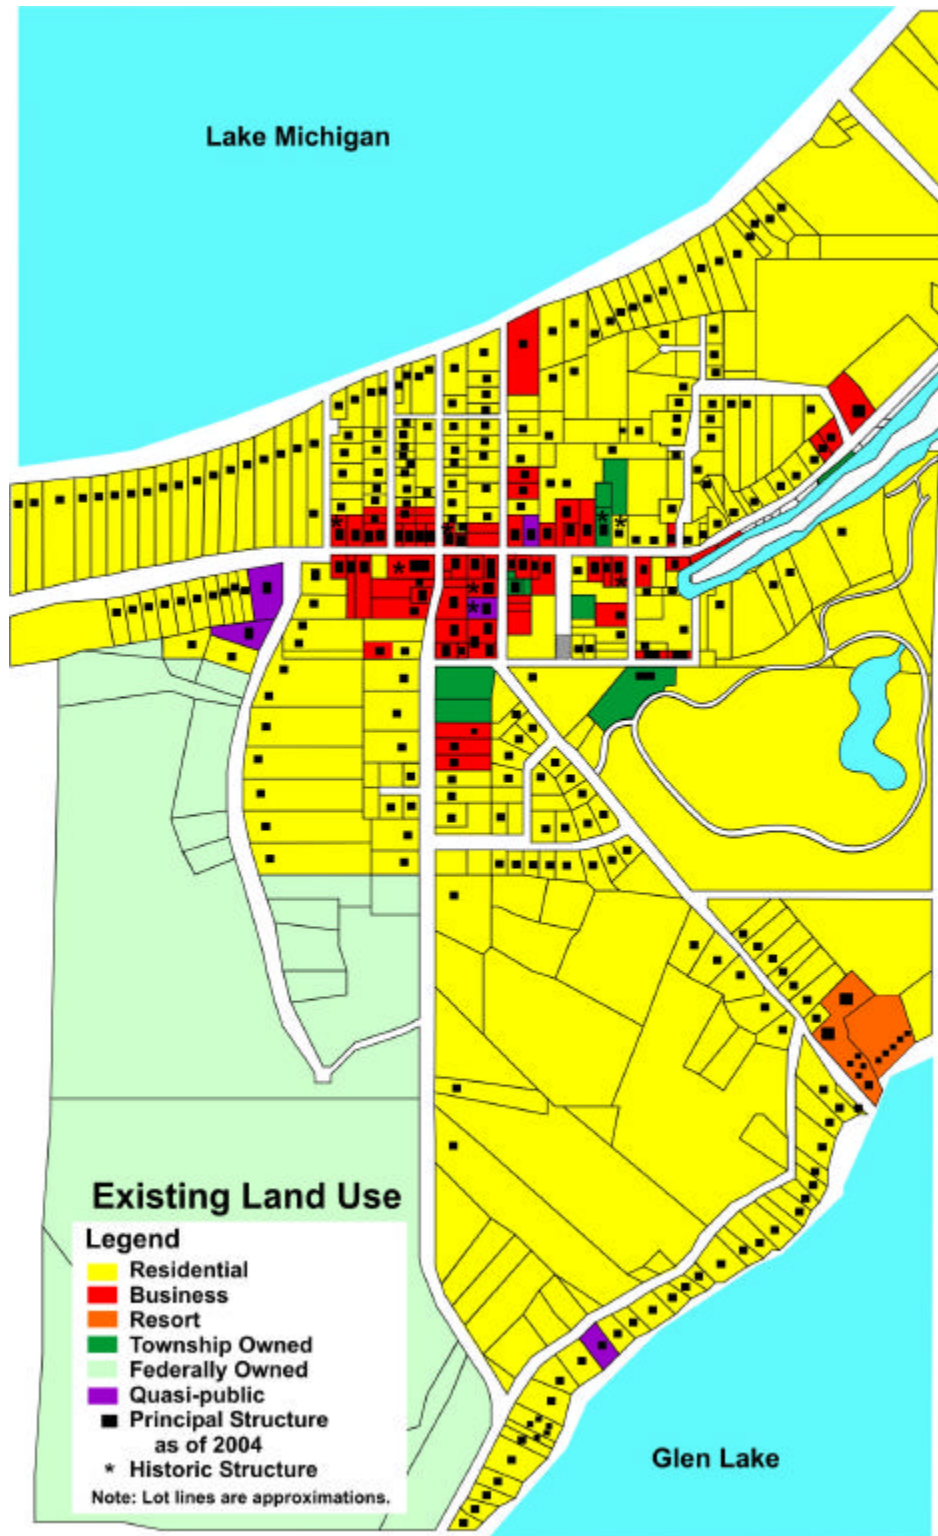 Lake Michigan
Existing Land Use
Legend
Residential
Business
Resort
Township Owned
Federally Owned
Quasi-public
Principal Structure
as of 2004
* Historic Structure
Note: Lot lines are approximations.
Glen Lake